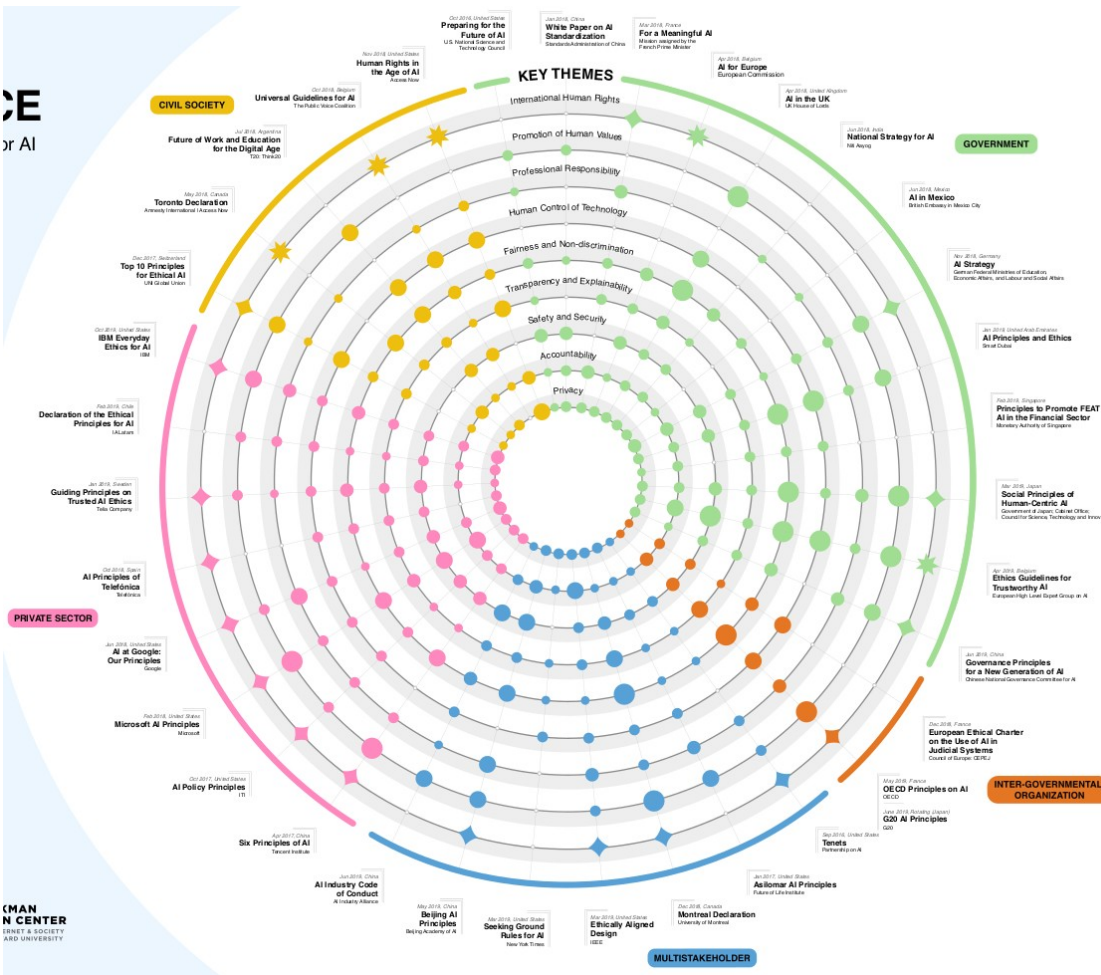 CE
or AI
KEY THEMES
International Human Rights
Promotion of Human Values
Professional Responsibility
Human Control of Technology
Fairness and Non-discrimination
Transparency and Explainability
Safety and Security
Accountability
Privacy
Oct 2016, United States
Preparing for the
Future of AI
U.S. National Science and
Technology Council
Jan 2018, China
White Paper on AI
Standardization
Standards Administration of China
Mar 2018, France
For a Meaningful AI
Mission assigned by the
French Prime Minister
Apr 2018, Belgium
AI for Europe
European Commission
Apr 2018, United Kingdom
AI in the UK
UK House of Lords
Jun 2018, India
National Strategy for AI
Niti Aayog
GOVERNMENT
Jun 2018, Mexico
AI in Mexico
British Embassy in Mexico City
Nov 2018, Germany
AI Strategy
German Federal Ministries of Education,
Economic Affairs, and Labour and Social Affairs
Jan 2019, United Arab Emirates
AI Principles and Ethics
Smart Dubai
Feb 2019, Singapore
Principles to Promote FEAT
AI in the Financial Sector
Monetary Authority of Singapore
Mar 2019, Japan
Social Principles of
Human-Centric AI
Government of Japan; Cabinet Office;
Council for Science, Technology and Innov
Apr 2019, Belgium
Ethics Guidelines for
Trustworthy AI
European High Level Expert Group on AI
Jun 2019, China
Governance Principles
for a New Generation of AI
Chinese National Governance Committee for AI
Dec 2018, France
European Ethical Charter
on the Use of AI in
Judicial Systems
Council of Europe: CEPEJ
INTER-GOVERNMENTAL
ORGANIZATION
May 2019, France
OECD Principles on AI
OECD
June 2019, Rotating (Japan)
G20 AI Principles
G20
Sep 2016, United States
Tenets
Partnership on AI
Jan 2017, United States
Asilomar AI Principles
Future of Life Institute
Dec 2018, Canada
Montreal Declaration
University of Montreal
MULTISTAKEHOLDER
Mar 2019, United States
Ethically Aligned
Design
IEEE
Mar 2019, United States
Seeking Ground
Rules for AI
New York Times
May 2019, China
Beijing AI
Principles
Beijing Academy of AI
Jun 2019, China
AI Industry Code
of Conduct
AI Industry Alliance
Apr 2017, China
Six Principles of AI
Tencent Institute
Oct 2017, United States
AI Policy Principles
ITI
Feb 2018, United States
Microsoft AI Principles
Microsoft
Jun 2018, United States
AI at Google:
Our Principles
Google
PRIVATE SECTOR
Oct 2018, Spain
AI Principles of
Telefónica
Telefónica
Jan 2019, Sweden
Guiding Principles on
Trusted AI Ethics
Telia Company
Feb 2019, Chile
Declaration of the Ethical
Principles for AI
IA Latam
Oct 2019, United States
IBM Everyday
Ethics for AI
IBM
Dec 2017, Switzerland
Top 10 Principles
for Ethical AI
UNI Global Union
May 2018, Canada
Toronto Declaration
Amnesty International | Access Now
Jul 2018, Argentina
Future of Work and Education
for the Digital Age
T20: Think20
Oct 2018, Belgium
Universal Guidelines for AI
The Public Voice Coalition
CIVIL SOCIETY
Nov 2018, United States
Human Rights in
the Age of AI
Access Now
KMAN
N CENTER
ERNET & SOCIETY
ARD UNIVERSITY